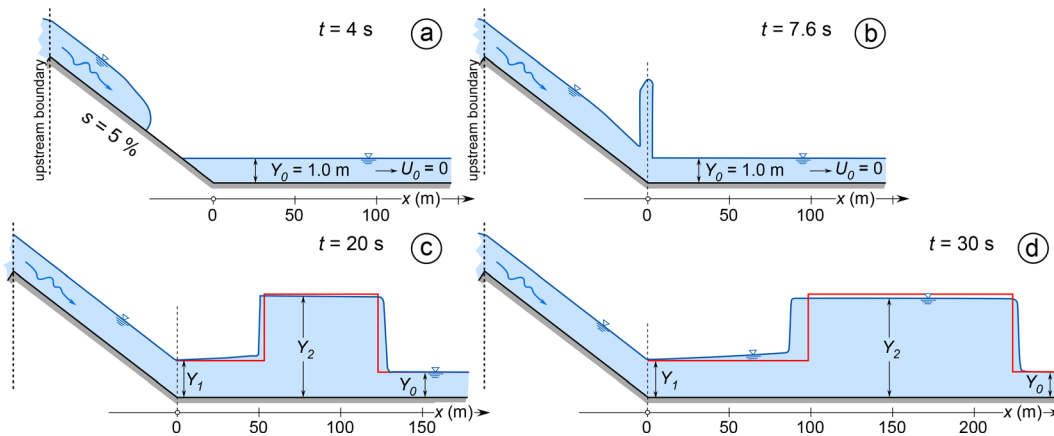 t = 4 s
a
upstream boundary
s = 5 %
Y0 = 1.0 m
U0 = 0
x (m)
0
50
100
t = 7.6 s
b
upstream boundary
Y0 = 1.0 m
U0 = 0
x (m)
0
50
100
t = 20 s
c
Y1
Y2
Y0
x (m)
0
50
100
150
t = 30 s
d
Y1
Y2
Y0
x (m)
0
50
100
150
200